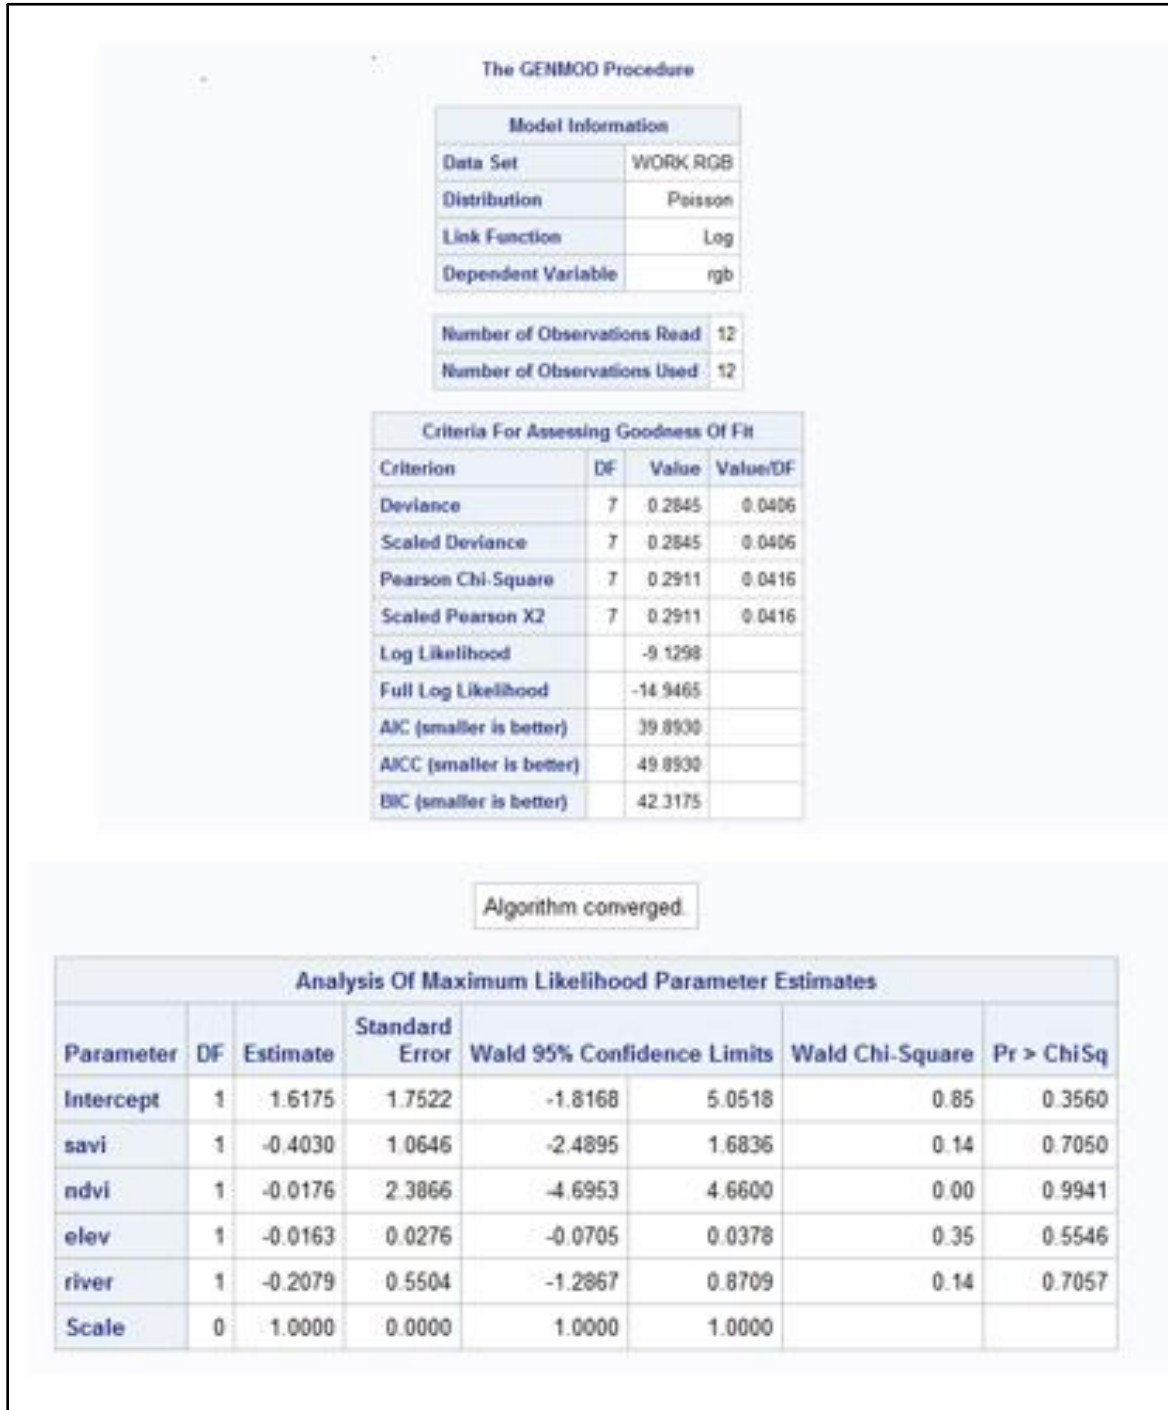 The GENMOD Procedure
Model Information
Data Set WORK.RGB
Distribution Poisson
Link Function Log
Dependent Variable rgb
Number of Observations Read 12
Number of Observations Used 12
Criteria For Assessing Goodness Of Fit
Criterion DF Value Value/DF
Deviance 7 0.2845 0.0406
Scaled Deviance 7 0.2845 0.0406
Pearson Chi-Square 7 0.2911 0.0416
Scaled Pearson X2 7 0.2911 0.0416
Log Likelihood -9.1298
Full Log Likelihood -14.9465
AIC (smaller is better) 39.8930
AICC (smaller is better) 49.8930
BIC (smaller is better) 42.3175
Algorithm converged.
Analysis Of Maximum Likelihood Parameter Estimates
Parameter DF Estimate Standard Error Wald 95% Confidence Limits Wald Chi-Square Pr > ChiSq
Intercept 1 1.6175 1.7522 -1.8168 5.0518 0.85 0.3560
savi 1 -0.4030 1.0646 -2.4895 1.6836 0.14 0.7050
ndvi 1 -0.0176 2.3866 -4.6953 4.6600 0.00 0.9941
elev 1 -0.0163 0.0276 -0.0705 0.0378 0.35 0.5546
river 1 -0.2079 0.5504 -1.2867 0.8709 0.14 0.7057
Scale 0 1.0000 0.0000 1.0000 1.0000